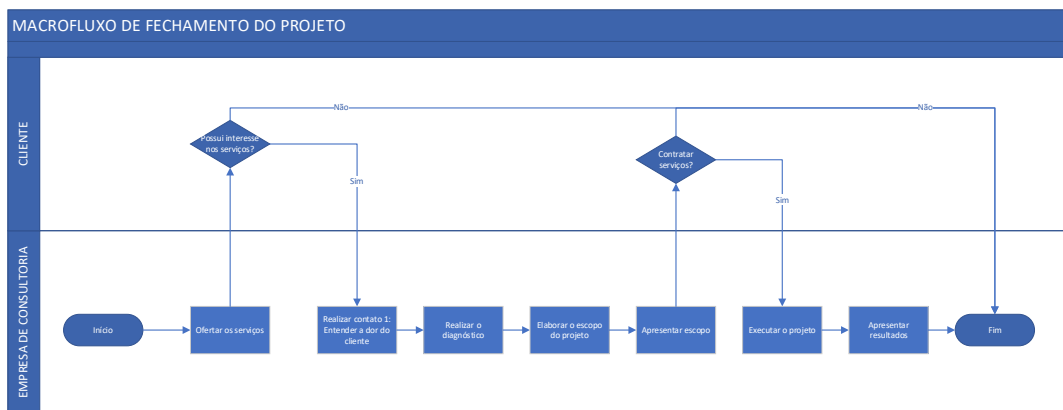 MACROFLUXO DE FECHAMENTO DO PROJETO
CLIENTE
Não
Não
Possui interesse
nos serviços?
Contratar
serviços?
Sim
Sim
EMPRESA DE CONSULTORIA
Início
Ofertar os serviços
Realizar contato 1:
Entender a dor do
cliente
Realizar o
diagnóstico
Elaborar o escopo
do projeto
Apresentar escopo
Executar o projeto
Apresentar
resultados
Fim